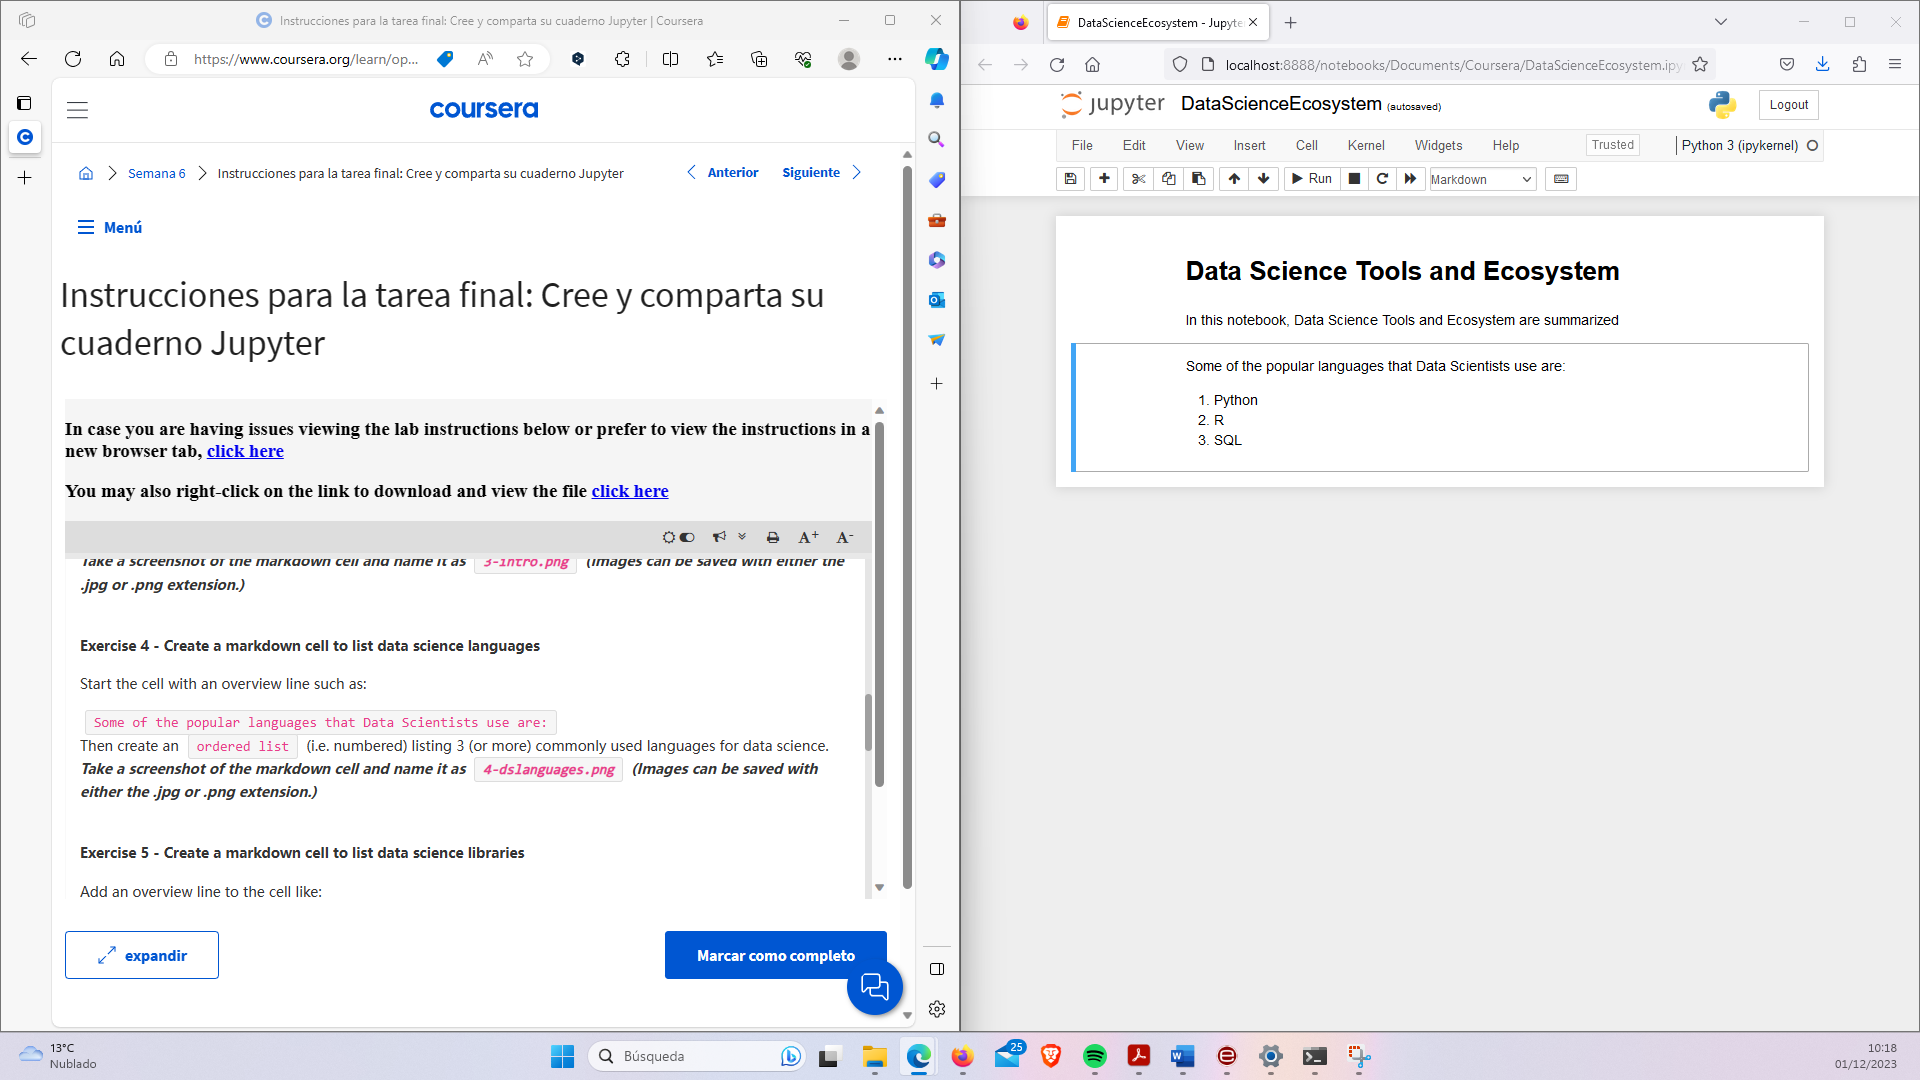 Instrucciones para la tarea final: Cree y comparta su cuaderno Jupyter | Coursera
https://www.coursera.org/learn/op...
coursera
Semana 6
Instrucciones para la tarea final: Cree y comparta su cuaderno Jupyter
Anterior
Siguiente
Menú
Instrucciones para la tarea final: Cree y comparta su
cuaderno Jupyter
In case you are having issues viewing the lab instructions below or prefer to view the instructions in a
new browser tab, click here
You may also right-click on the link to download and view the file click here
A+
A-
Take a screenshot of the markdown cell and name it as 3-intro.png (Images can be saved with either the
.jpg or .png extension.)
Exercise 4 - Create a markdown cell to list data science languages
Start the cell with an overview line such as:
Some of the popular languages that Data Scientists use are:
Then create an ordered list (i.e. numbered) listing 3 (or more) commonly used languages for data science.
Take a screenshot of the markdown cell and name it as 4-dslanguages.png (Images can be saved with
either the .jpg or .png extension.)
Exercise 5 - Create a markdown cell to list data science libraries
Add an overview line to the cell like:
expandir
Marcar como completo
DataScienceEcosystem - Jupyte
localhost:8888/notebooks/Documents/Coursera/DataScienceEcosystem.ipy
jupyter
DataScienceEcosystem (autosaved)
Logout
File
Edit
View
Insert
Cell
Kernel
Widgets
Help
Trusted
Python 3 (ipykernel)
Run
Markdown
Data Science Tools and Ecosystem
In this notebook, Data Science Tools and Ecosystem are summarized
Some of the popular languages that Data Scientists use are:
1. Python
2. R
3. SQL
13°C
Nublado
Búsqueda
25
10:18
01/12/2023